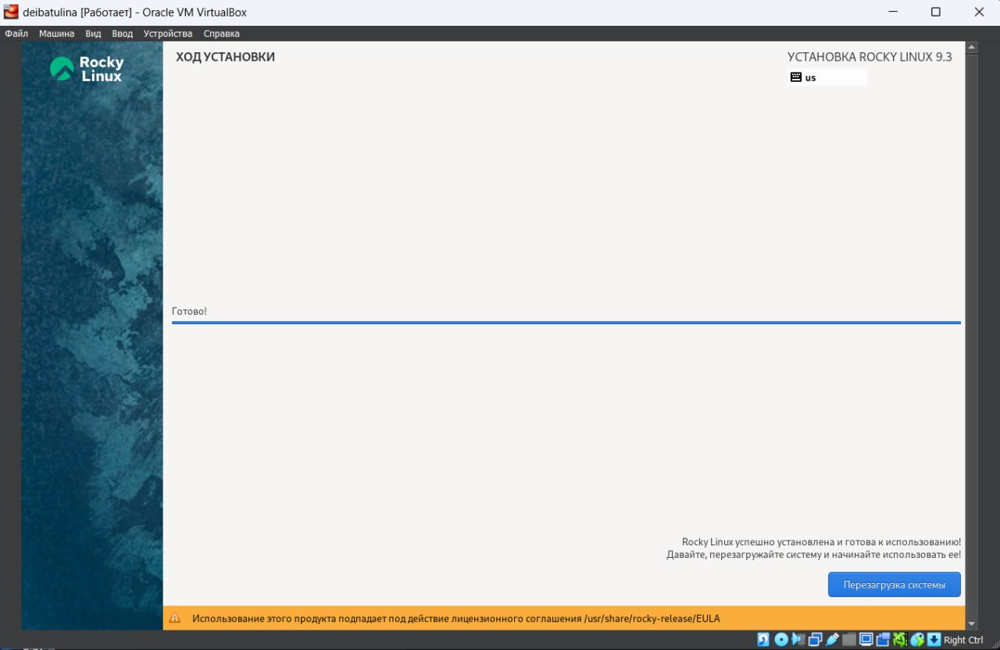 deibatulina [Работает] - Oracle VM VirtualBox
Файл Машина Вид Ввод Устройства Справка
Rocky
Linux
ХОД УСТАНОВКИ
УСТАНОВКА ROCKY LINUX 9.3
us
Готово!
Rocky Linux успешно установлена и готова к использованию!
Давайте, перезагружайте систему и начинайте использовать ее!
Перезагрузка системы
Использование этого продукта подпадает под действие лицензионного соглашения /usr/share/rocky-release/EULA
Right Ctrl